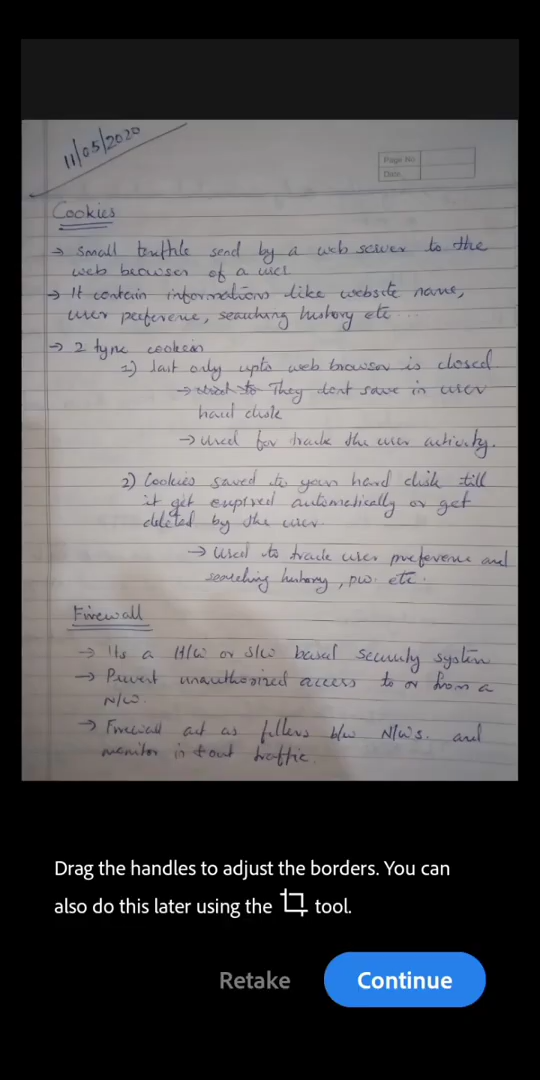 11/05/2020
Page No
Date
Cookies
→ Small textfile send by a web server to the
web browser of a user
→ It contain informations like website name,
user preference, searching history etc....
→ 2 type cookies
1) last only upto web browser is closed
→ They dont save in user
hard disk
→ Used for track the user activity.
2) Cookies saved to your hard disk till
it get expired automatically or get
deleted by the user.
→ Used to track user preference and
searching history, pw. etc.
Firewall
→ Its a H/W or S/W based security system
→ Prevent unauthorized access to or from a
N/W.
→ Firewall act as filters b/w N/W's. and
monitor in & out traffic.
Drag the handles to adjust the borders. You can
also do this later using the tool.
Retake
Continue